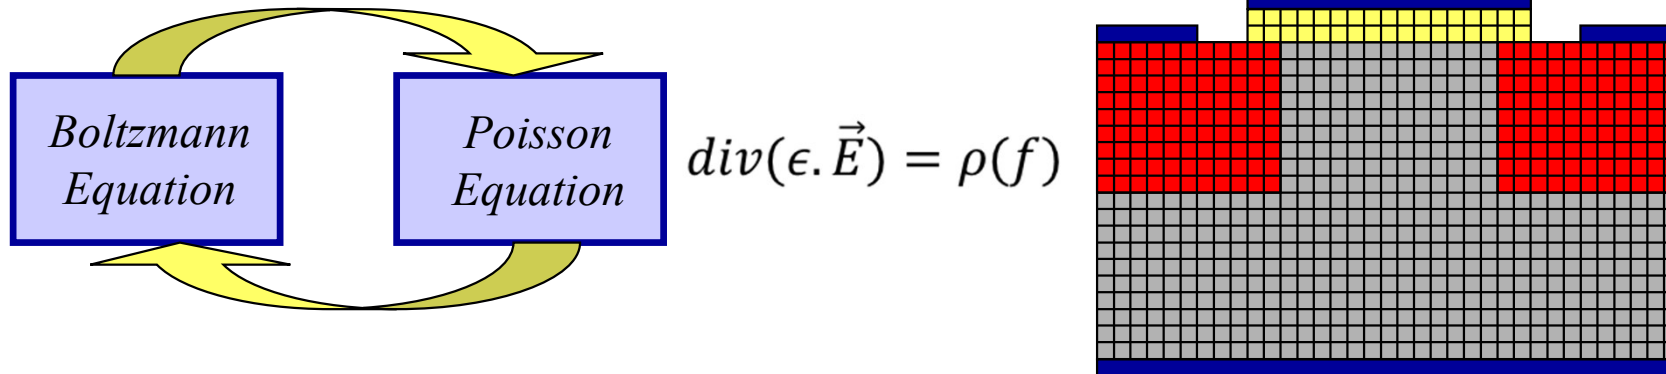 Boltzmann
Equation
Poisson
Equation
div(ϵ.E⃗) = ρ(f)